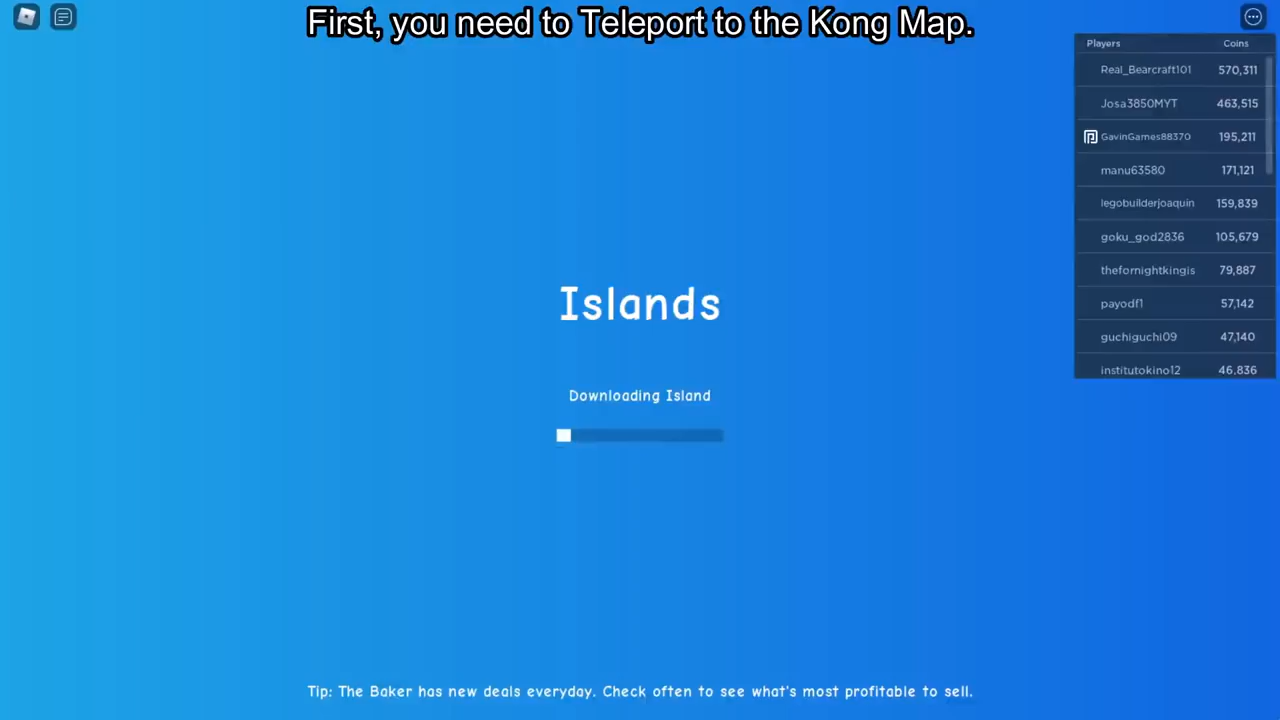 First, you need to Teleport to the Kong Map.
Players Coins
Real_Bearcraft101 570,311
Josa3850MYT 463,515
GavinGames88370 195,211
manu63580 171,121
legobuilderjoaquin 159,839
goku_god2836 105,679
thefornightkingis 79,887
payodf1 57,142
guchiguchi09 47,140
institutokino12 46,836
Islands
Downloading Island
Tip: The Baker has new deals everyday. Check often to see what's most profitable to sell.